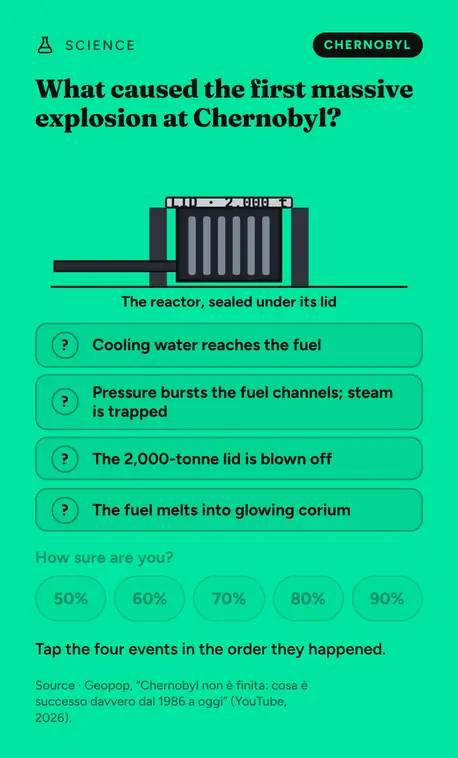 SCIENCE
CHERNOBYL
What caused the first massive
explosion at Chernobyl?
LID · 2,000 t
The reactor, sealed under its lid
? Cooling water reaches the fuel
? Pressure bursts the fuel channels; steam
is trapped
? The 2,000-tonne lid is blown off
? The fuel melts into glowing corium
How sure are you?
50% 60% 70% 80% 90%
Tap the four events in the order they happened.
Source · Geopop, “Chernobyl non è finita: cosa è
successo davvero dal 1986 a oggi” (YouTube,
2026).